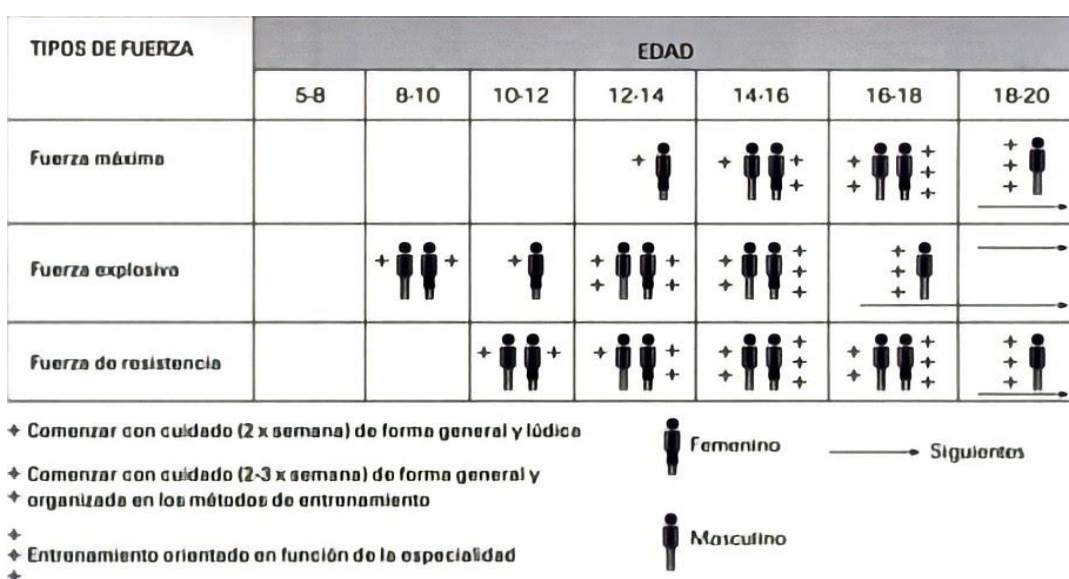 TIPOS DE FUERZA
EDAD
5-8
8-10
10-12
12-14
14-16
16-18
18-20
Fuerza máxima
Fuerza explosiva
Fuerza de resistencia
+ Comenzar con cuidado (2 x semana) de forma general y lúdica
+ Comenzar con cuidado (2-3 x semana) de forma general y
+ organizada en los métodos de entrenamiento
+
+ Entrenamiento orientado en función de la especialidad
+
Femenino
Siguientes
Masculino